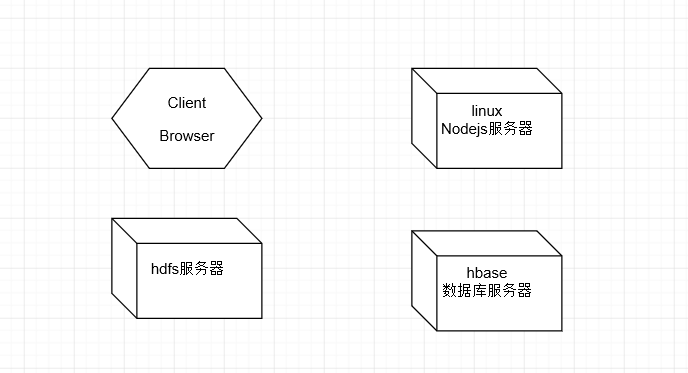 Client
Browser
linux
Nodejs服务器
hdfs服务器
hbase
数据库服务器